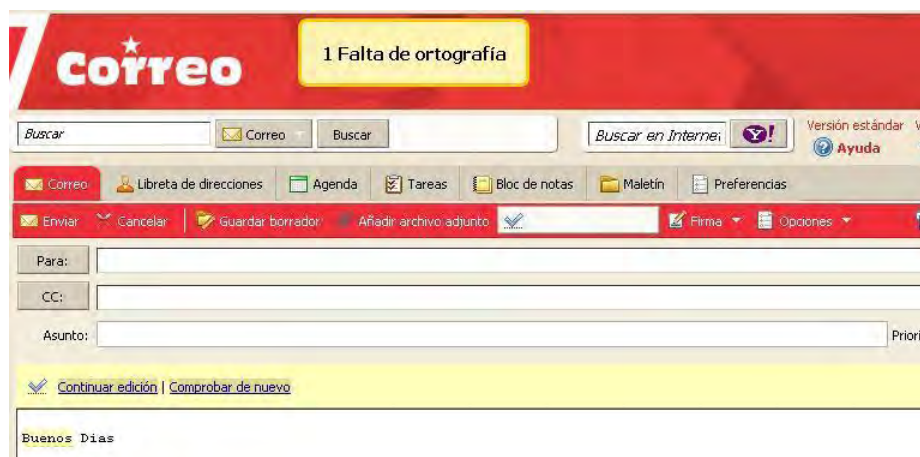 Correo
1 Falta de ortografía
Buscar Correo Buscar Buscar en Internet Y! Versión estándar
Ayuda
Correo Libreta de direcciones Agenda Tareas Bloc de notas Maletín Preferencias
Enviar Cancelar Guardar borrador Añadir archivo adjunto Firma Opciones
Para:
CC:
Asunto: Priori
Continuar edición | Comprobar de nuevo
Buenos Dias